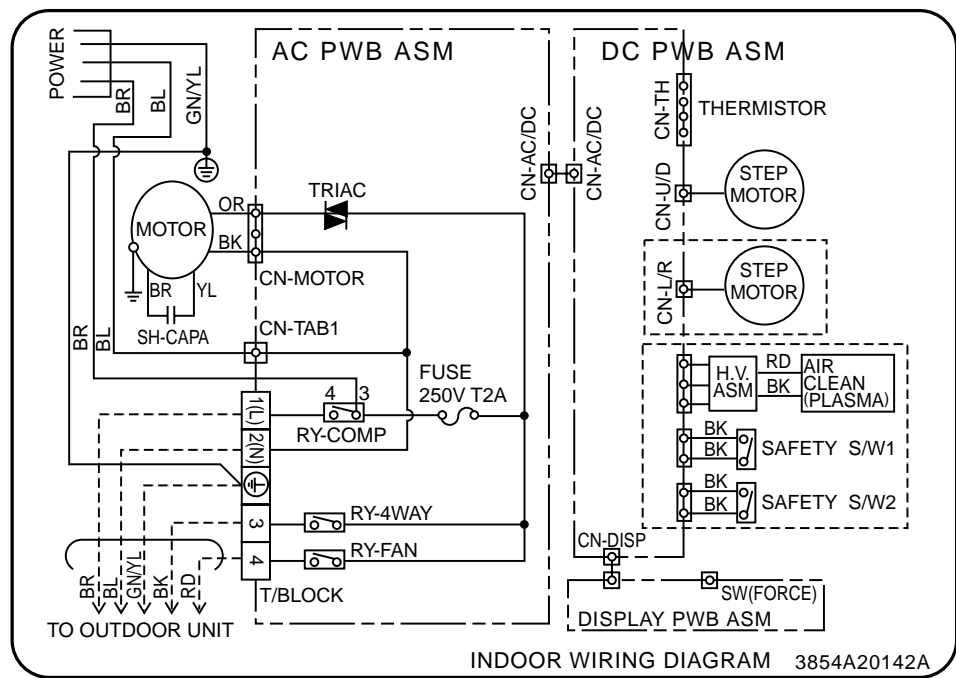 POWER
BR
BL
GN/YL
AC PWB ASM
DC PWB ASM
CN-AC/DC
CN-AC/DC
CN-TH
THERMISTOR
CN-U/D
STEP
MOTOR
CN-L/R
STEP
MOTOR
TRIAC
OR
MOTOR
BK
CN-MOTOR
BR
YL
SH-CAPA
BR
BL
CN-TAB1
FUSE
250V T2A
4 3
RY-COMP
1(L)
2(N)
3
RY-4WAY
4
RY-FAN
T/BLOCK
H.V.
ASM
RD
BK
AIR
CLEAN
(PLASMA)
BK
BK
SAFETY S/W1
BK
BK
SAFETY S/W2
CN-DISP
SW(FORCE)
DISPLAY PWB ASM
BR
BL
GN/YL
BK
RD
TO OUTDOOR UNIT
INDOOR WIRING DIAGRAM 3854A20142A